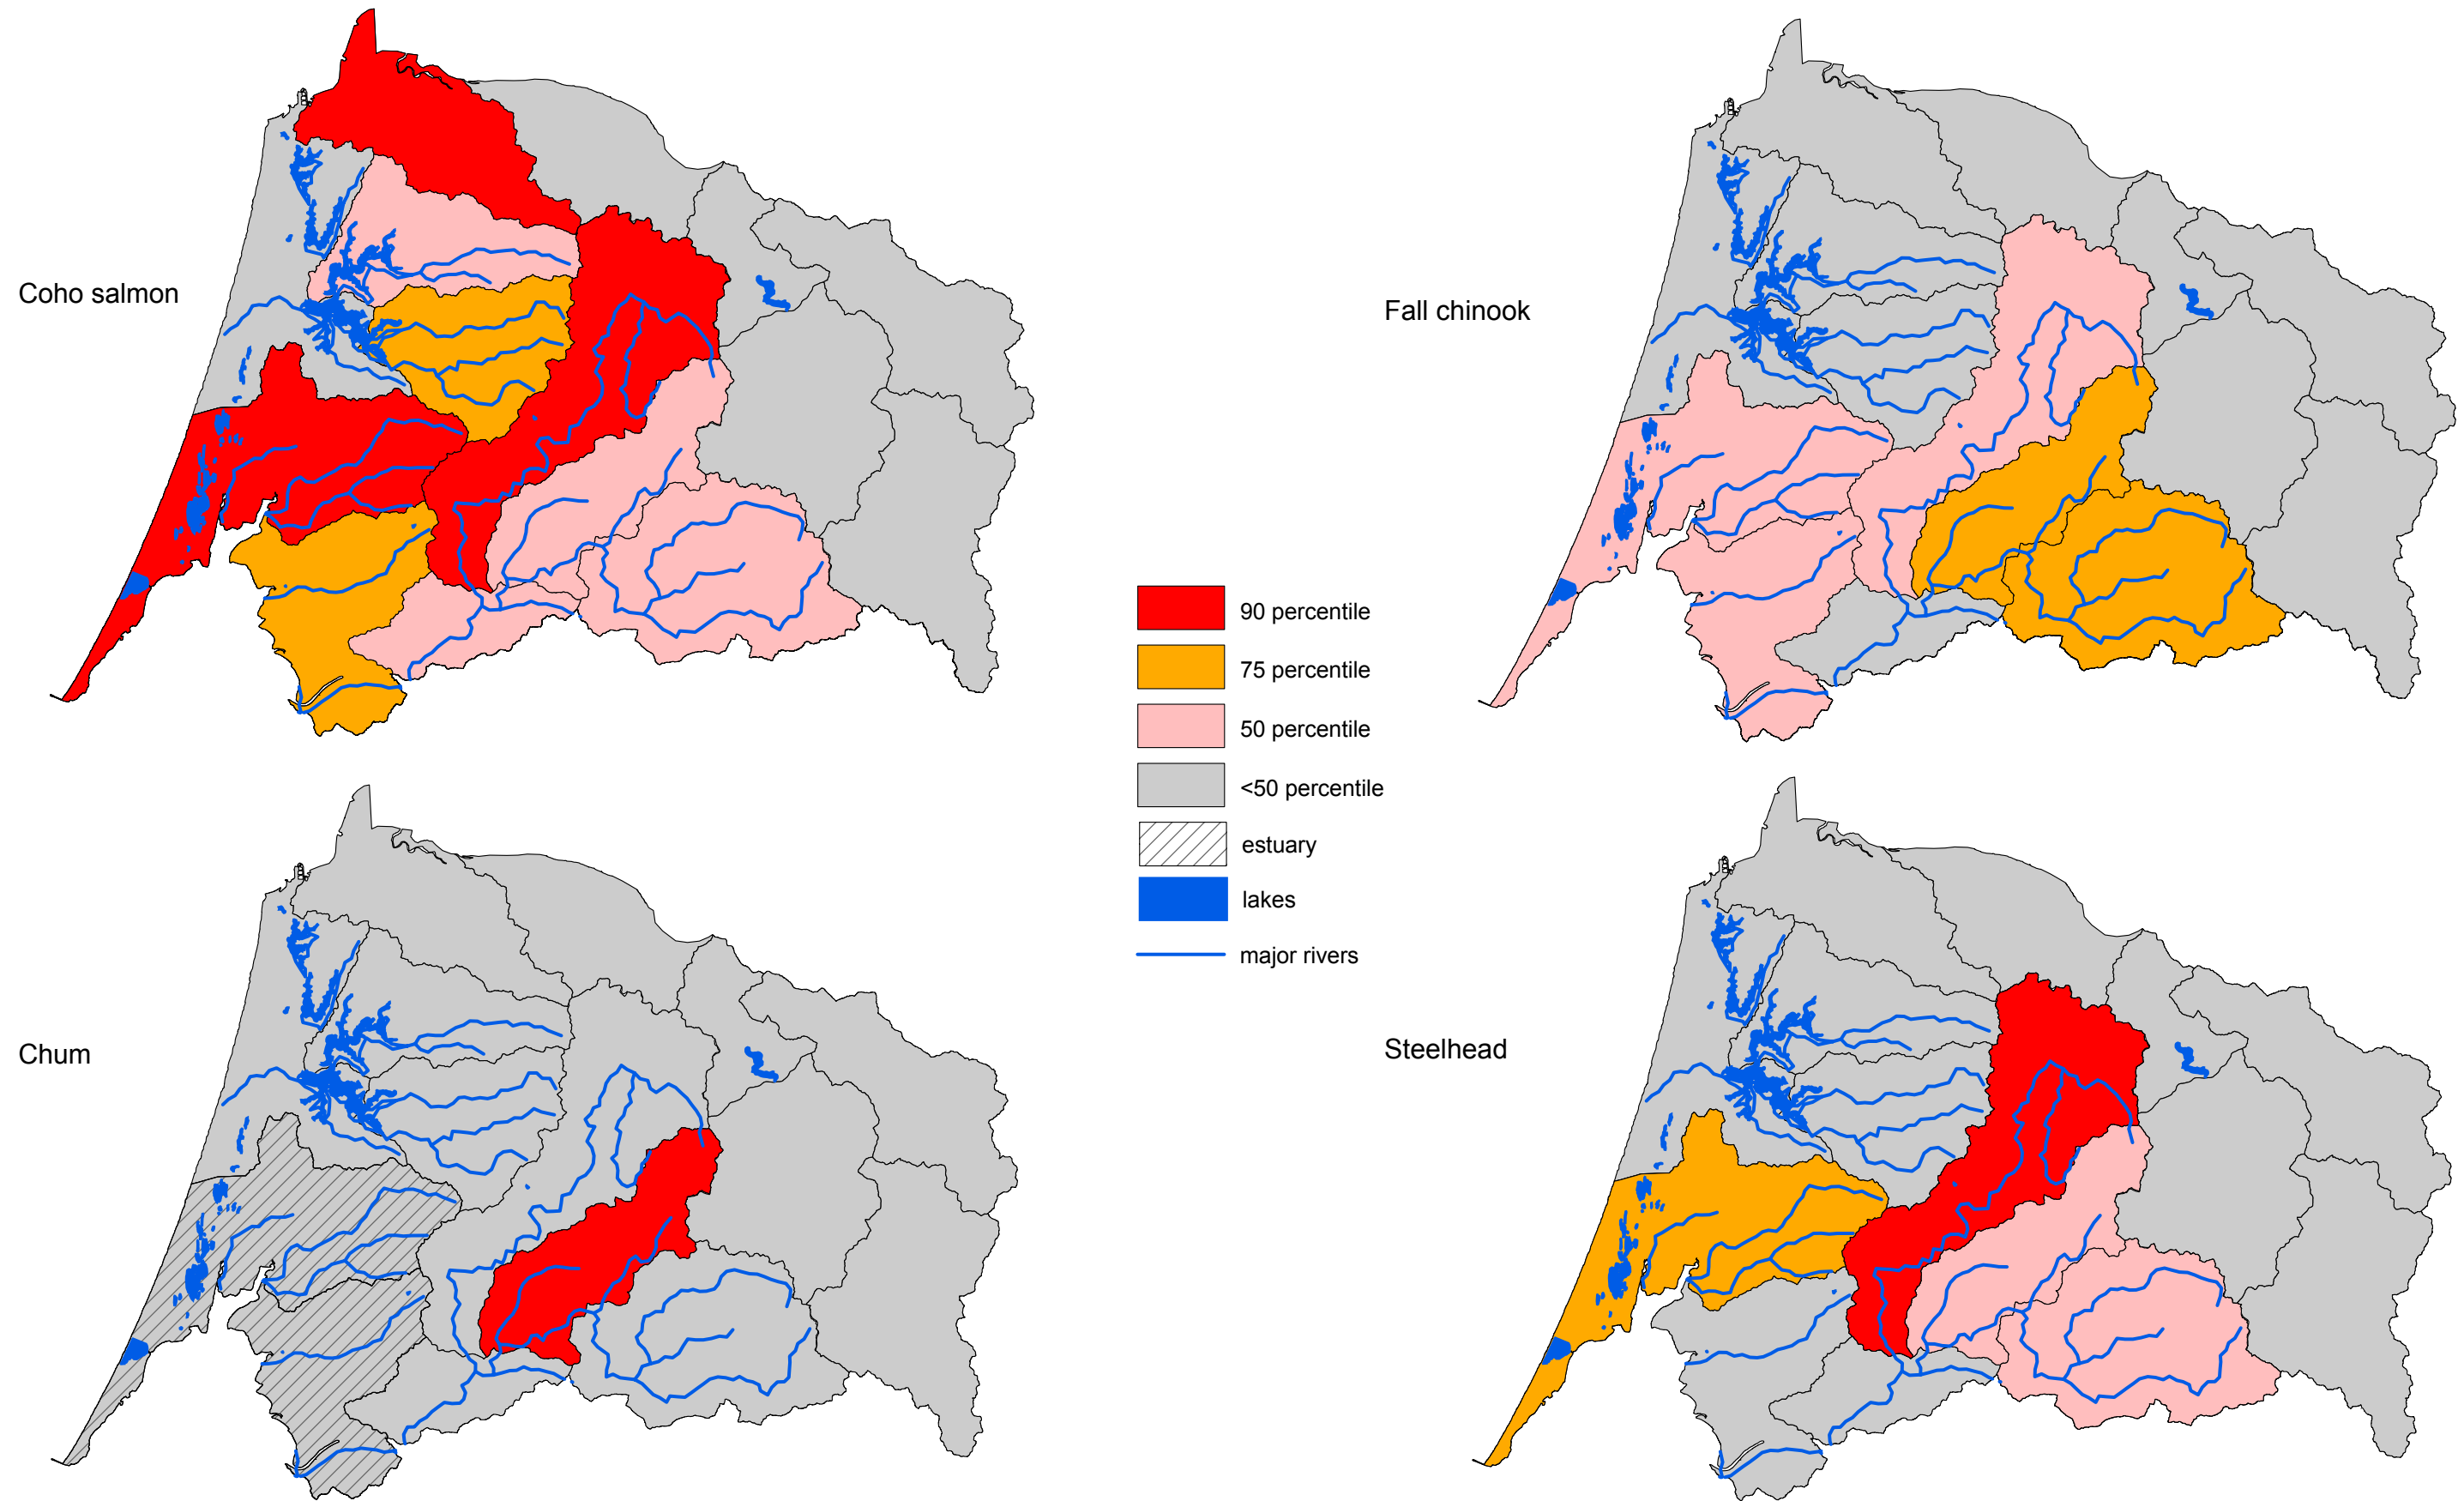 Coho salmon
Fall chinook
90 percentile
75 percentile
50 percentile
<50 percentile
estuary
lakes
major rivers
Chum
Steelhead